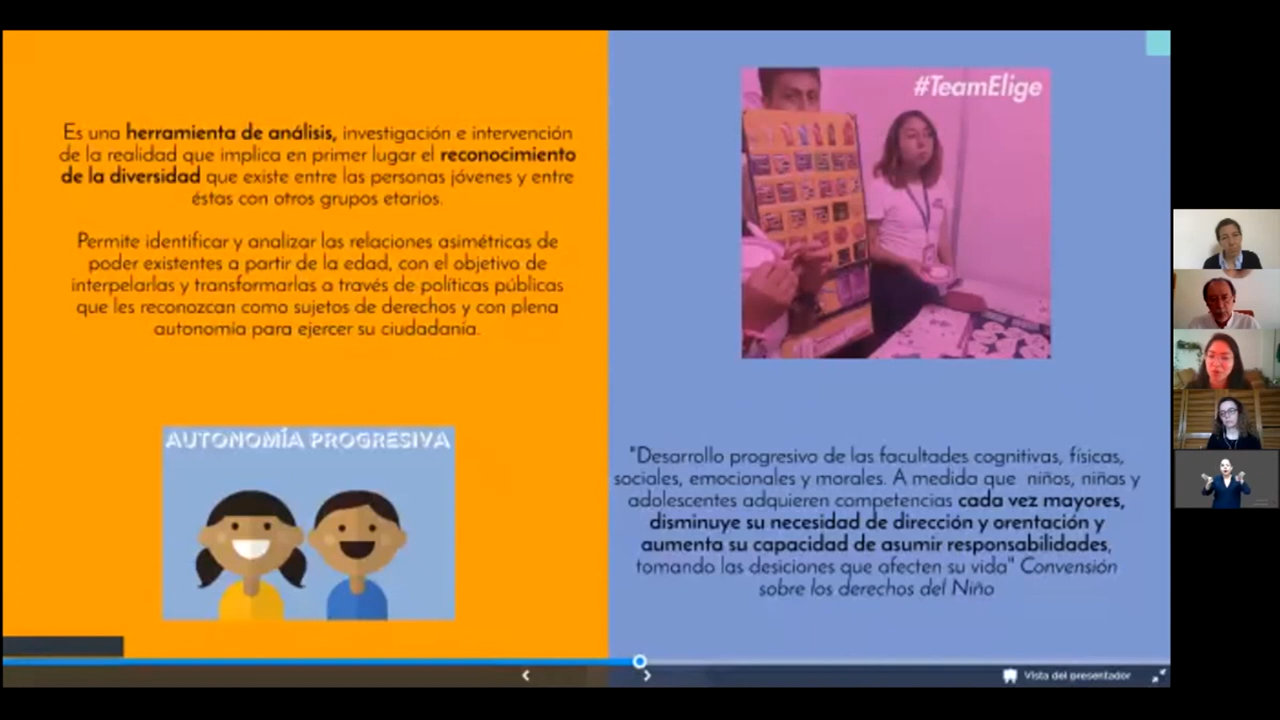 Es una herramienta de análisis, investigación e intervención
de la realidad que implica en primer lugar el reconocimiento
de la diversidad que existe entre las personas jóvenes y entre
éstas con otros grupos etarios.
Permite identificar y analizar las relaciones asimétricas de
poder existentes a partir de la edad, con el objetivo de
interpelarlas y transformarlas a través de políticas públicas
que les reconozcan como sujetos de derechos y con plena
autonomía para ejercer su ciudadanía.
AUTONOMÍA PROGRESIVA
#TeamElige
"Desarrollo progresivo de las facultades cognitivas, físicas,
sociales, emocionales y morales. A medida que niños, niñas y
adolescentes adquieren competencias cada vez mayores,
disminuye su necesidad de dirección y orentación y
aumenta su capacidad de asumir responsabilidades,
tomando las desiciones que afecten su vida" Convensión
sobre los derechos del Niño
Vista del presentador